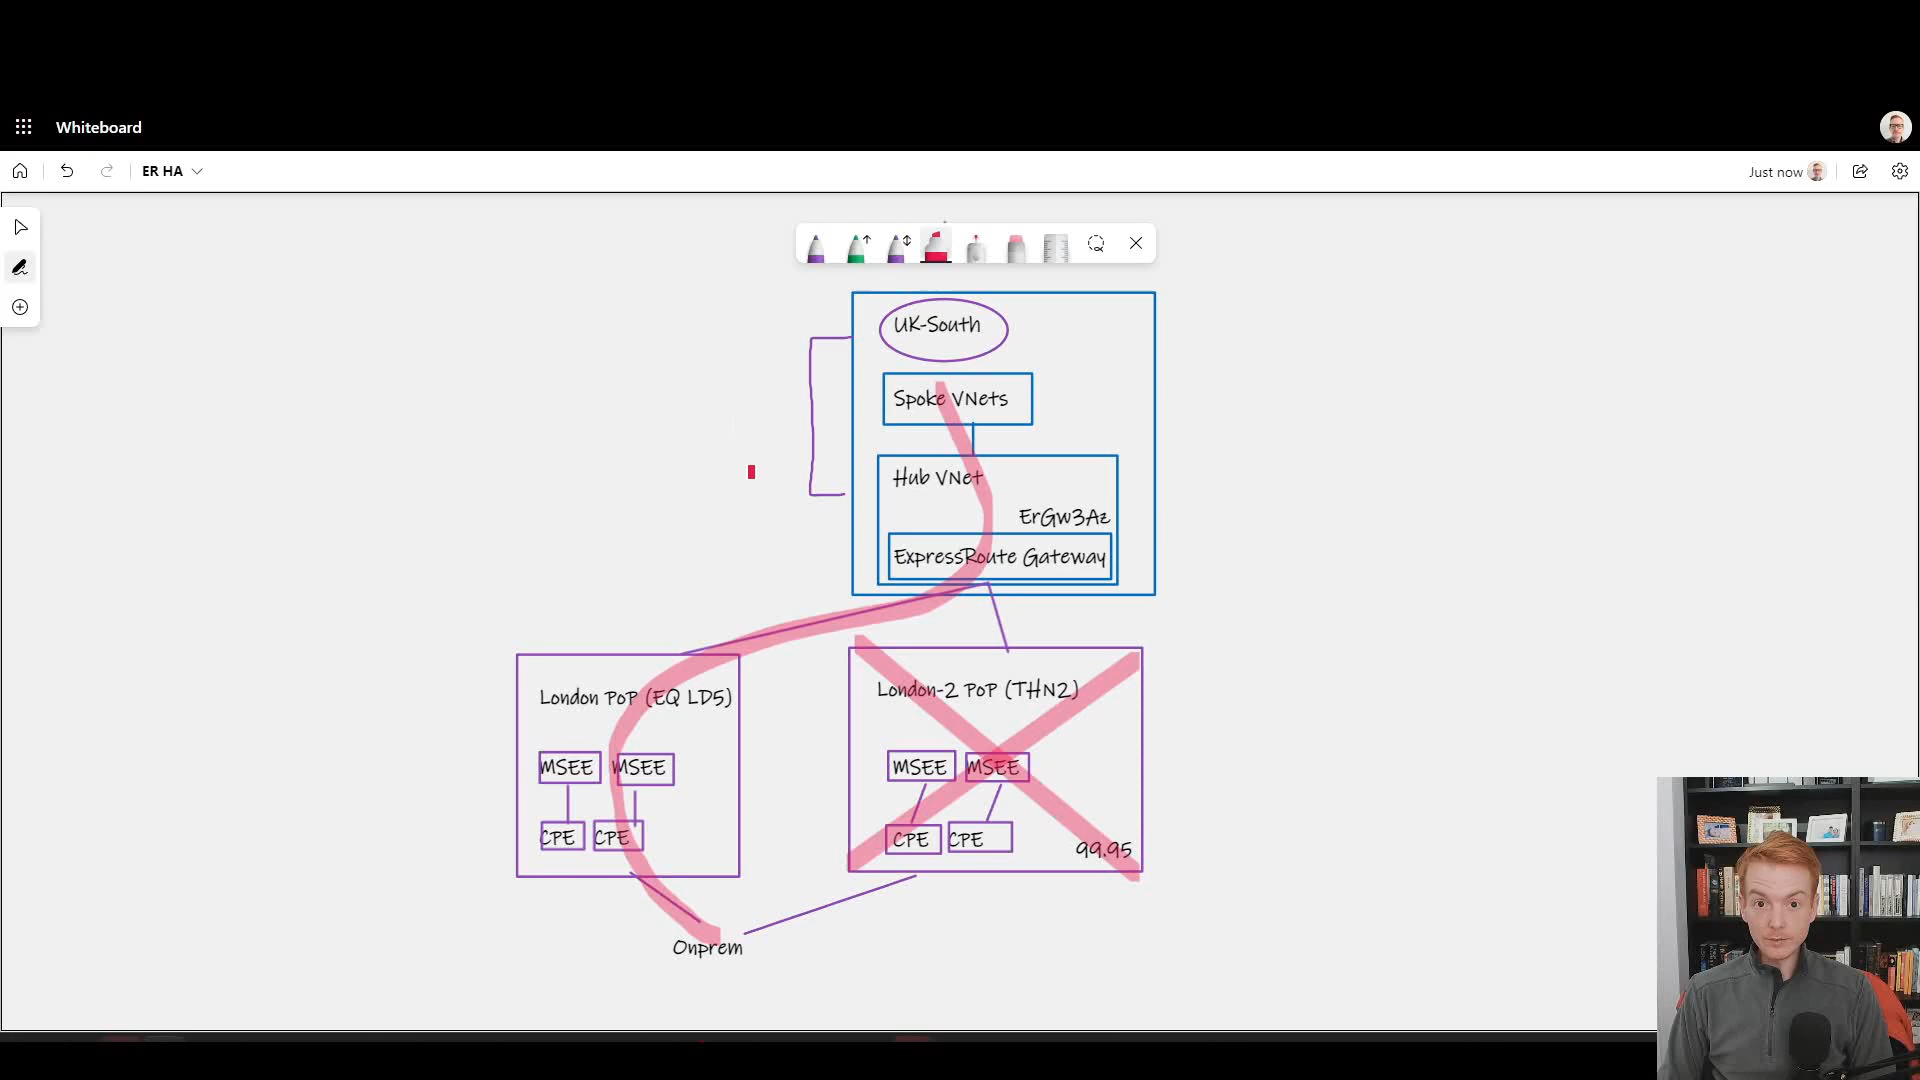 Whiteboard
ER HA
Just now
UK-South
Spoke VNets
Hub VNet
ErGw3Az
ExpressRoute Gateway
London PoP (EQ LD5)
London-2 PoP (THN2)
MSEE
MSEE
MSEE
MSEE
CPE
CPE
CPE
CPE
99.95
Onprem